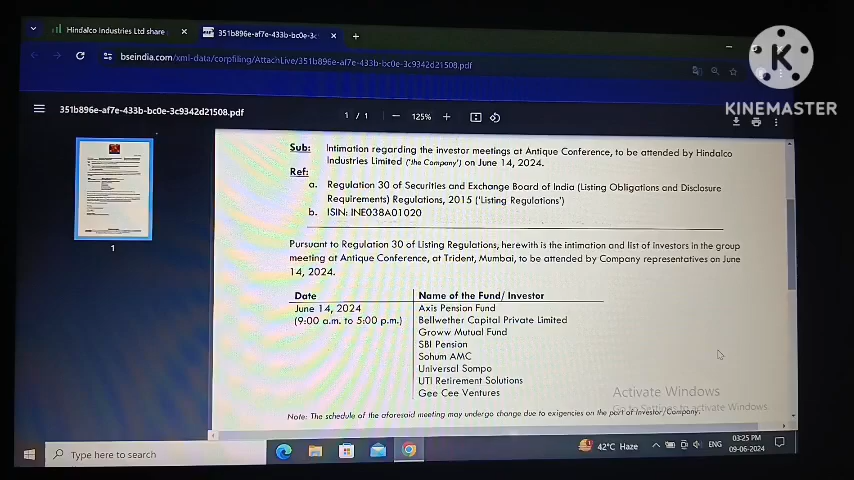 Hindalco Industries Ltd share
351b896e-af7e-433b-bc0e-3c
bseindia.com/xml-data/corpfiling/AttachLive/351b896e-af7e-433b-bc0e-3c9342d21508.pdf
K
KINEMASTER
351b896e-af7e-433b-bc0e-3c9342d21508.pdf
1 / 1
125%
Sub: Intimation regarding the investor meetings at Antique Conference, to be attended by Hindalco
Industries Limited ('the Company') on June 14, 2024.
Ref:
a. Regulation 30 of Securities and Exchange Board of India (Listing Obligations and Disclosure
Requirements) Regulations, 2015 ('Listing Regulations')
b. ISIN: INE038A01020
Pursuant to Regulation 30 of Listing Regulations, herewith is the intimation and list of investors in the group
meeting at Antique Conference, at Trident, Mumbai, to be attended by Company representatives on June
14, 2024.
Date Name of the Fund/ Investor
June 14, 2024 Axis Pension Fund
(9:00 a.m. to 5:00 p.m.) Bellwether Capital Private Limited
Groww Mutual Fund
SBI Pension
Sohum AMC
Universal Sompo
UTI Retirement Solutions
Gee Cee Ventures
Note: The schedule of the aforesaid meeting may undergo change due to exigencies on the part of Investor/Company.
1
Activate Windows
Go to Settings to activate Windows.
Type here to search
42°C Haze
ENG
03:25 PM
09-06-2024